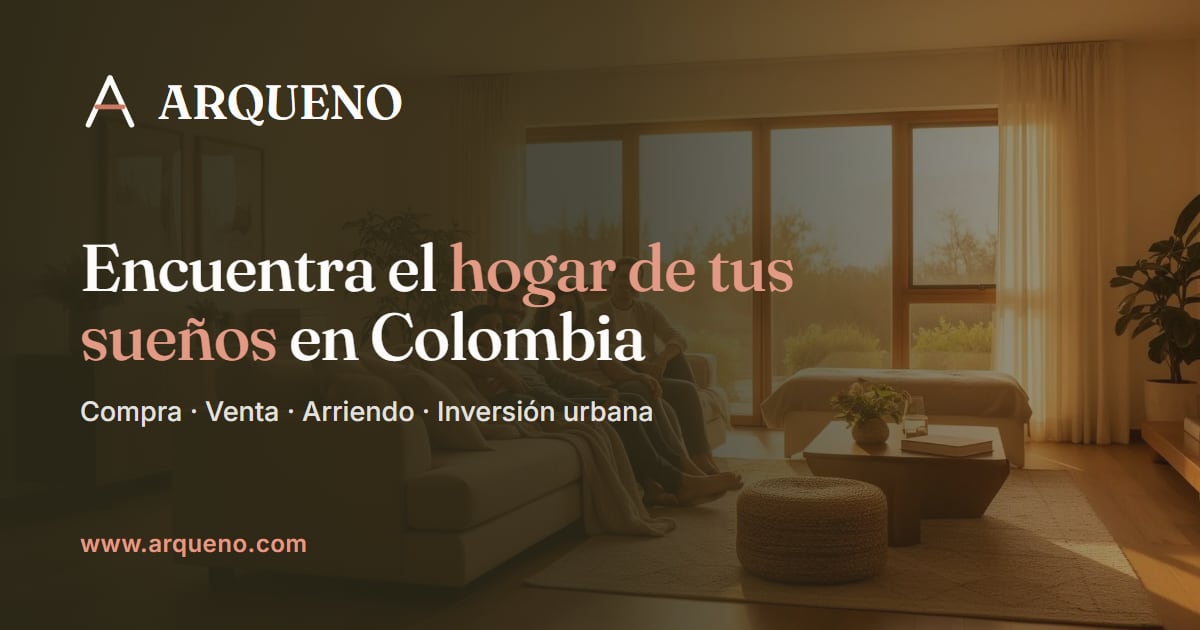 ARQUENO
Encuentra el hogar de tus
sueños en Colombia
Compra · Venta · Arriendo · Inversión urbana
www.arqueno.com